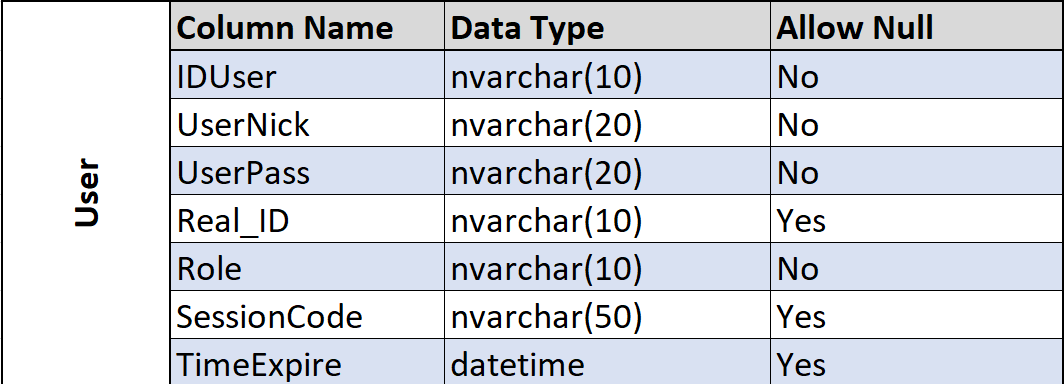 Column Name Data Type Allow Null
IDUser nvarchar(10) No
UserNick nvarchar(20) No
UserPass nvarchar(20) No
User
Real_ID nvarchar(10) Yes
Role nvarchar(10) No
SessionCode nvarchar(50) Yes
TimeExpire datetime Yes